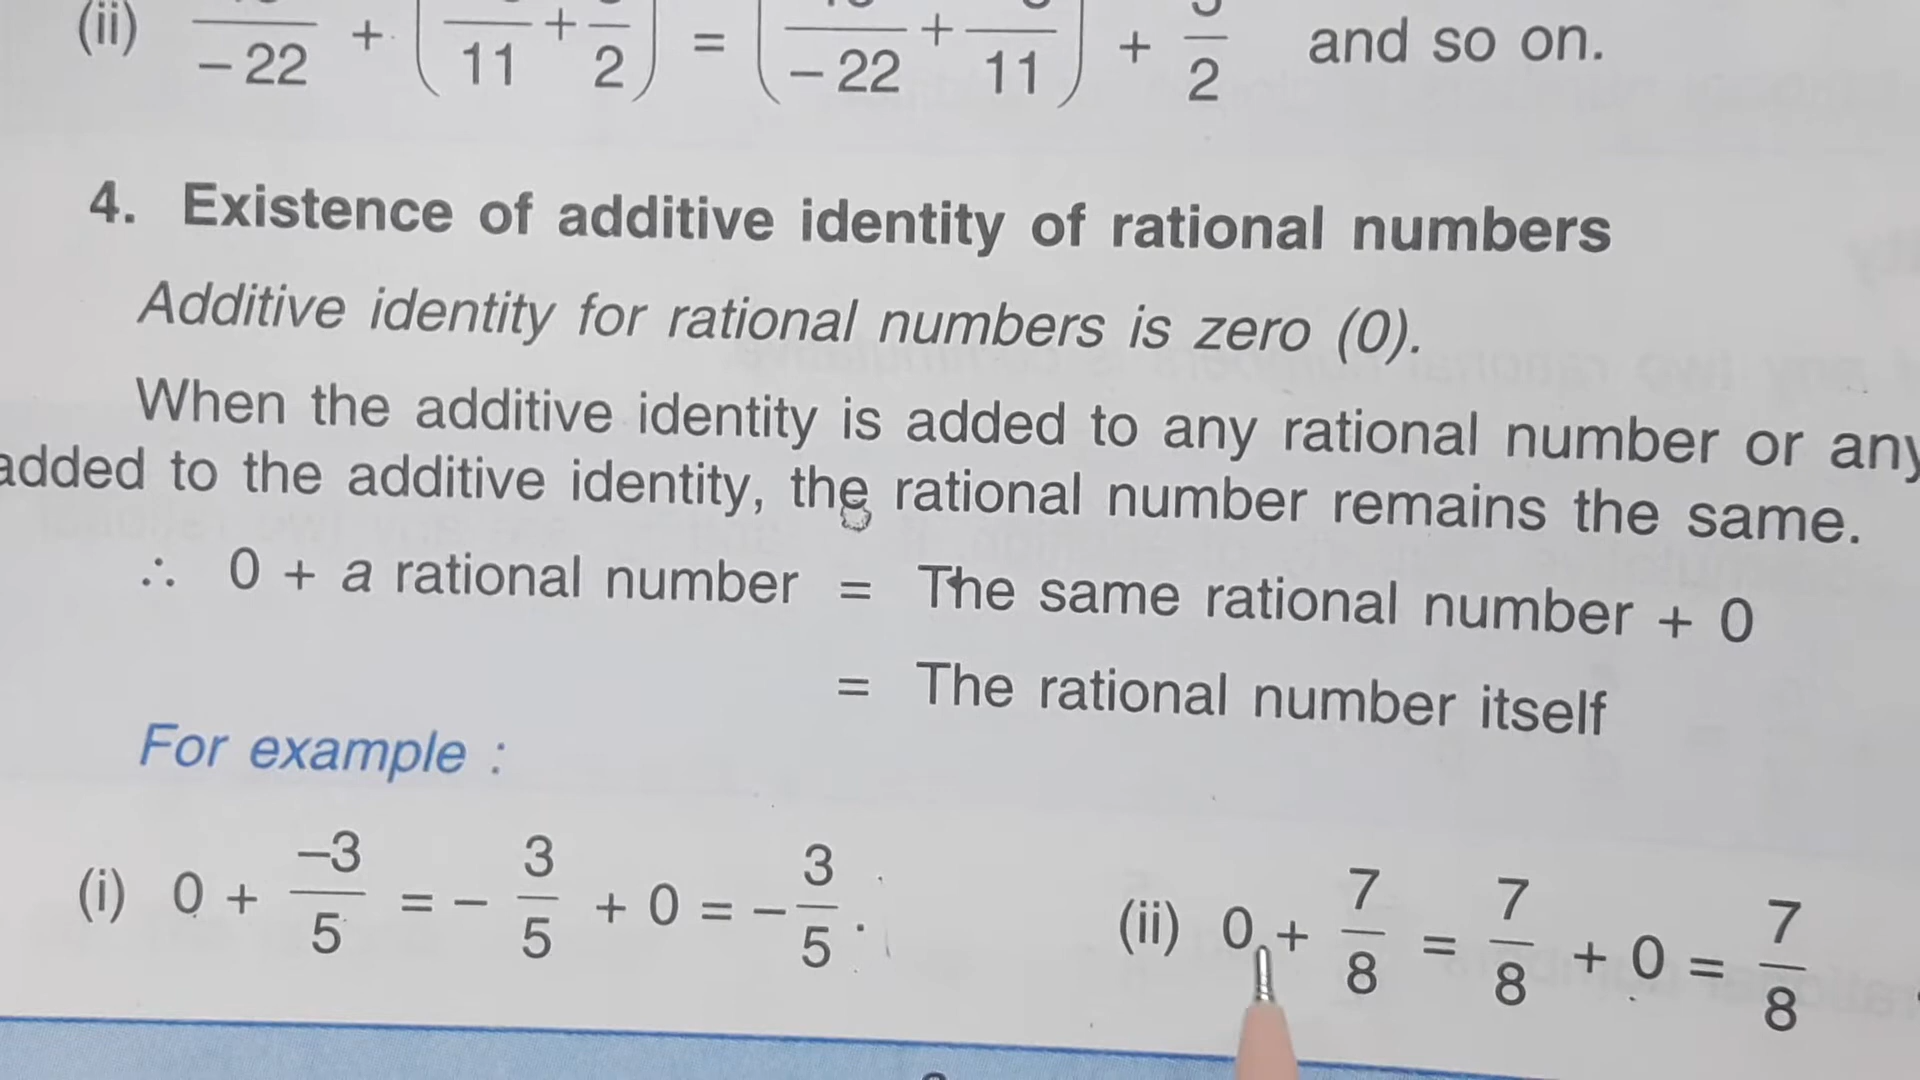 (ii) /-22 + ( /11 + /2 ) = ( /-22 + /11 ) + 5/2 and so on.
4. Existence of additive identity of rational numbers
Additive identity for rational numbers is zero (0).
When the additive identity is added to any rational number or any
added to the additive identity, the rational number remains the same.
∴ 0 + a rational number = The same rational number + 0
= The rational number itself
For example :
(i) 0 + -3/5 = - 3/5 + 0 = - 3/5 . (ii) 0 + 7/8 = 7/8 + 0 = 7/8